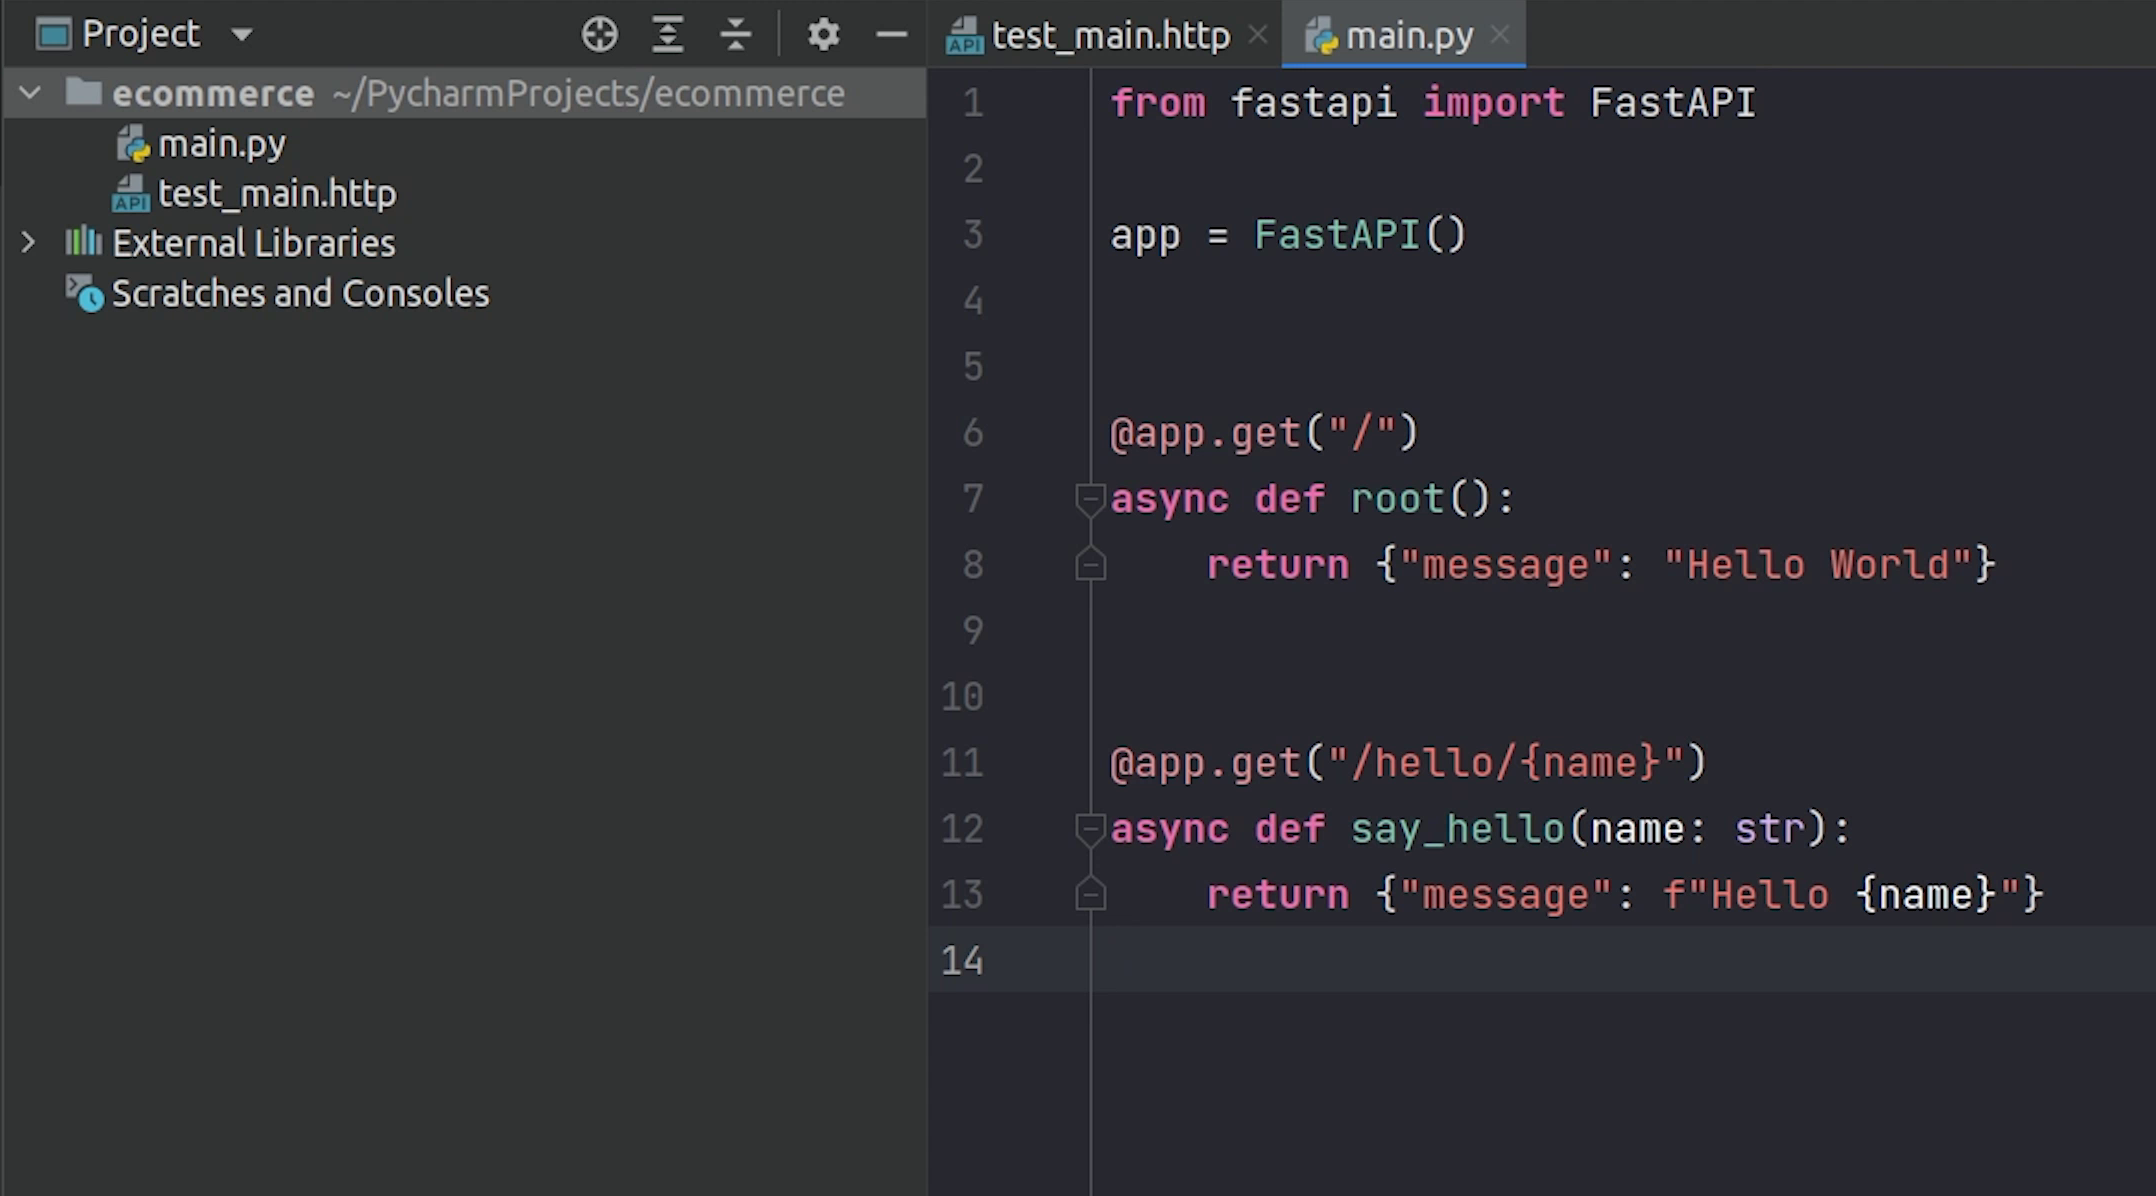 Project
ecommerce ~/PycharmProjects/ecommerce
main.py
API test_main.http
External Libraries
Scratches and Consoles
API test_main.http main.py
1 from fastapi import FastAPI
2
3 app = FastAPI()
4
5
6 @app.get("/")
7 async def root():
8     return {"message": "Hello World"}
9
10
11 @app.get("/hello/{name}")
12 async def say_hello(name: str):
13     return {"message": f"Hello {name}"}
14